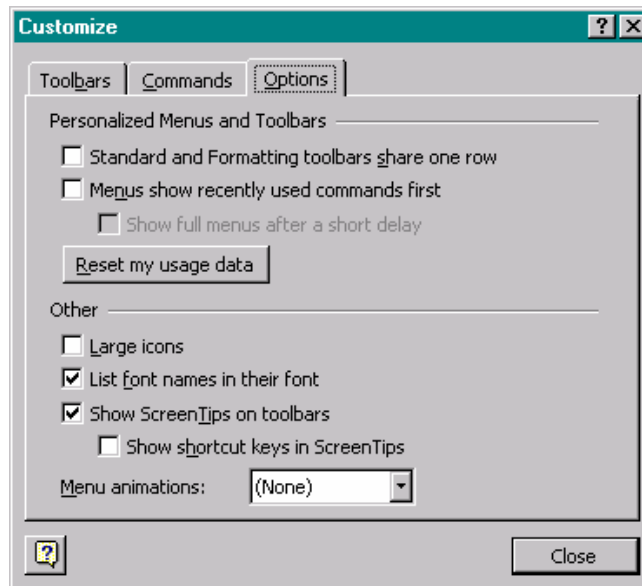 Customize
Toolbars Commands Options
Personalized Menus and Toolbars
Standard and Formatting toolbars share one row
Menus show recently used commands first
Show full menus after a short delay
Reset my usage data
Other
Large icons
List font names in their font
Show ScreenTips on toolbars
Show shortcut keys in ScreenTips
Menu animations: (None)
Close